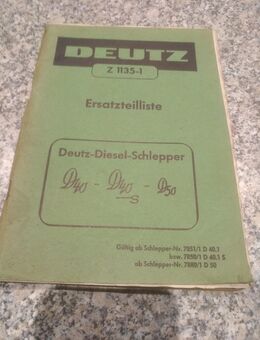 DEUTZ
Z 1135-1
Ersatzteilliste
Deutz-Diesel-Schlepper
D40 - D40 S - D50
Gültig ab Schlepper-Nr. 7851/1 D 40.1
bzw. 7850/1 D 40.1 S
ab Schlepper-Nr. 7880/1 D 50